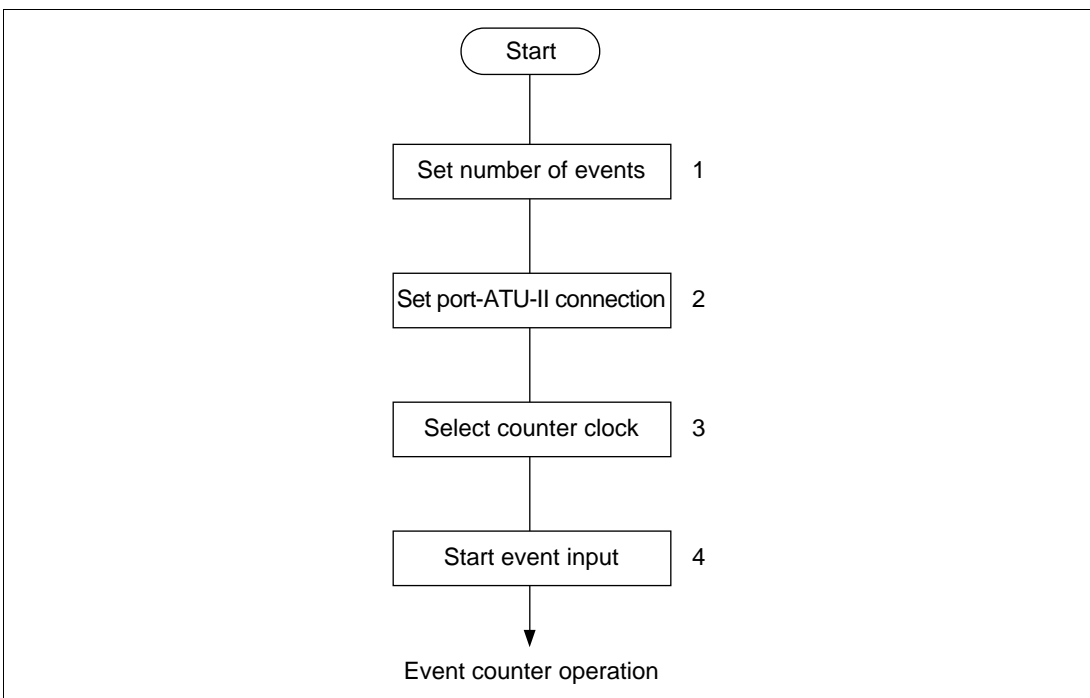 Start
Set number of events 1
Set port-ATU-II connection 2
Select counter clock 3
Start event input 4
Event counter operation